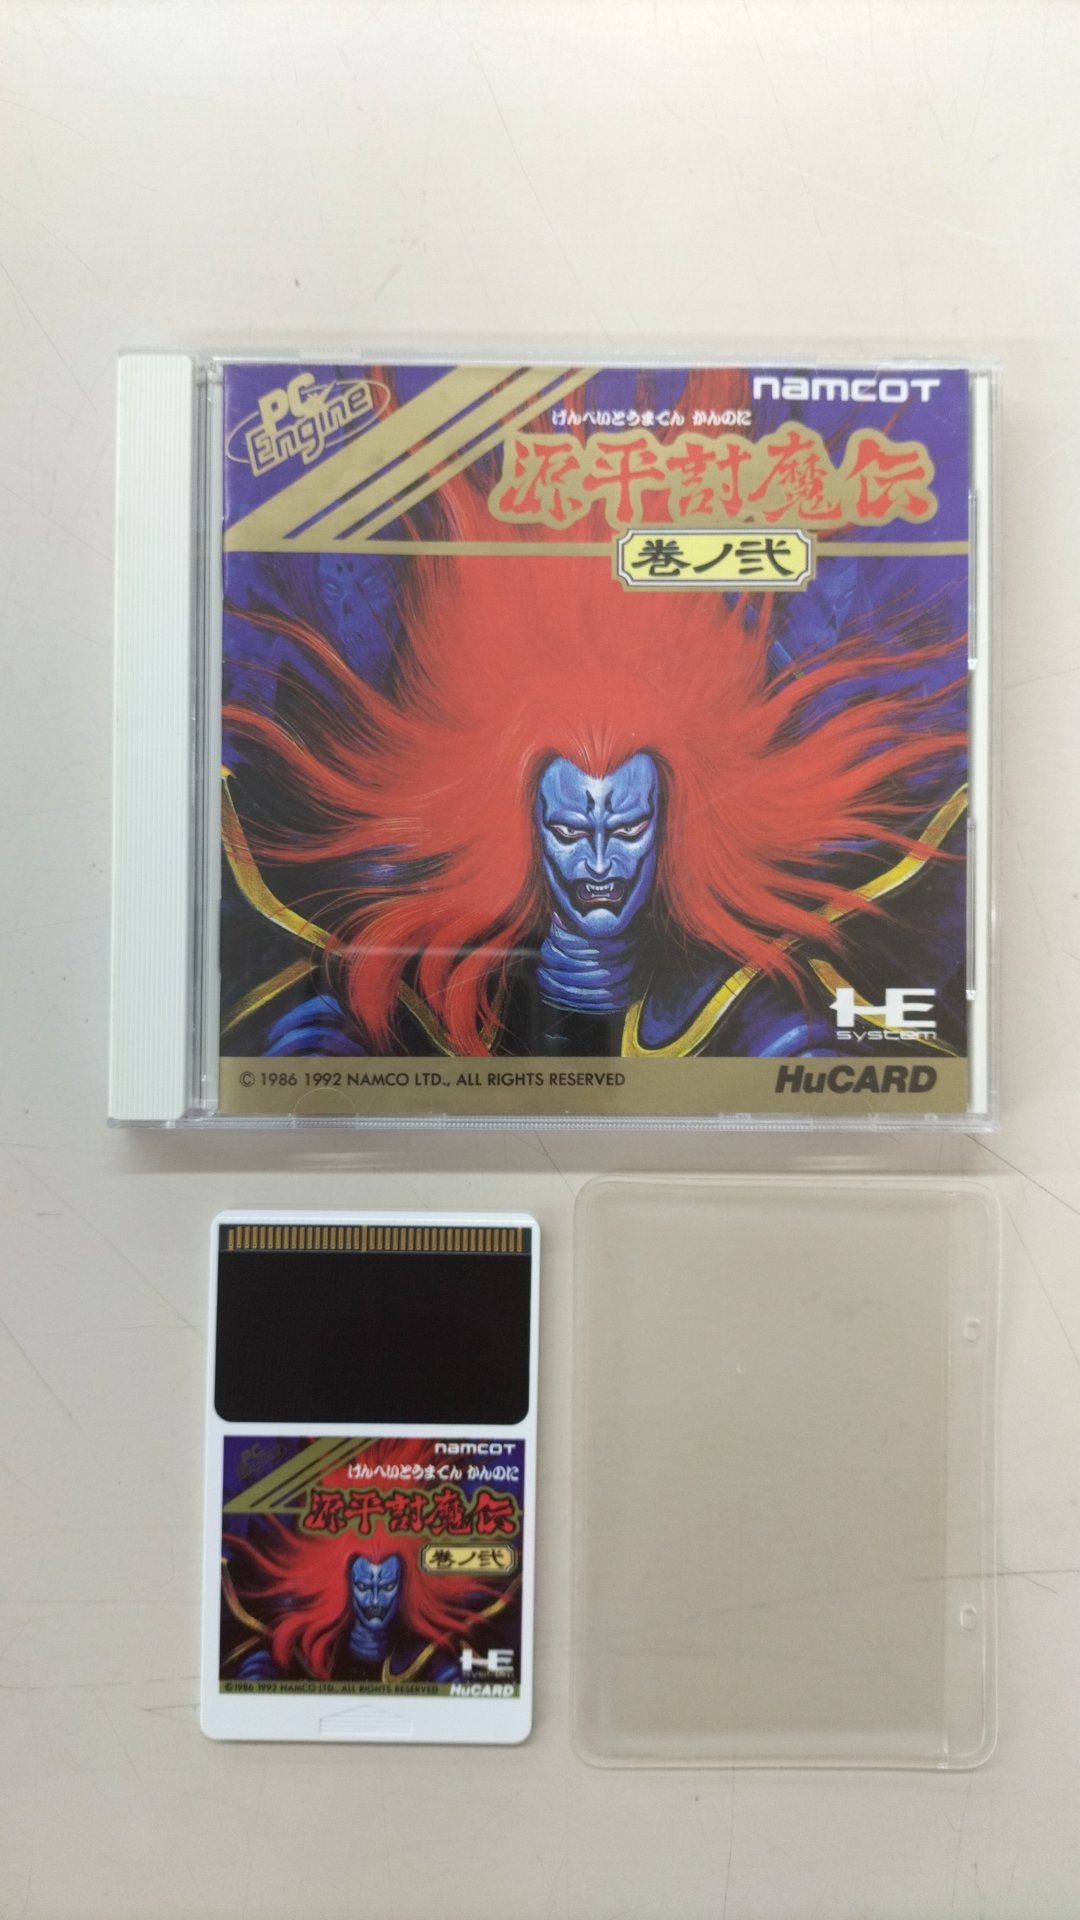 PC Engine
namcoT
げんぺいとうまでん かんのに
源平討魔伝
巻ノ弐
HE
system
© 1986 1992 NAMCO LTD., ALL RIGHTS RESERVED
HuCARD
PC Engine
namcoT
げんぺいとうまでん かんのに
源平討魔伝
巻ノ弐
HE
system
©1986 1992 NAMCO LTD., ALL RIGHTS RESERVED
HuCARD